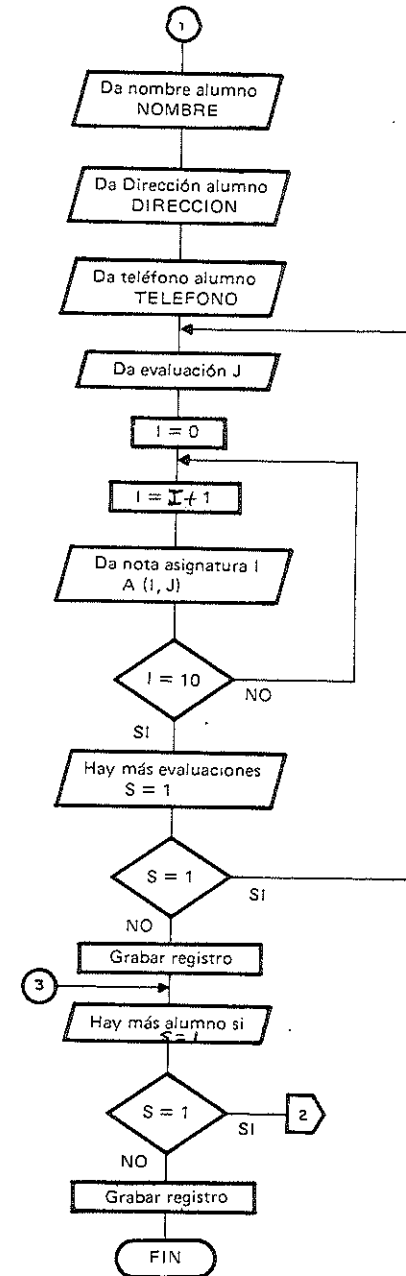 1
Da nombre alumno
NOMBRE
Da Dirección alumno
DIRECCION
Da teléfono alumno
TELEFONO
Da evaluación J
I = 0
I = I + 1
Da nota asignatura I
A (I, J)
I = 10
NO
SI
Hay más evaluaciones
S = 1
S = 1
SI
NO
Grabar registro
3
Hay más alumno si
S = 1
S = 1
SI
2
NO
Grabar registro
FIN